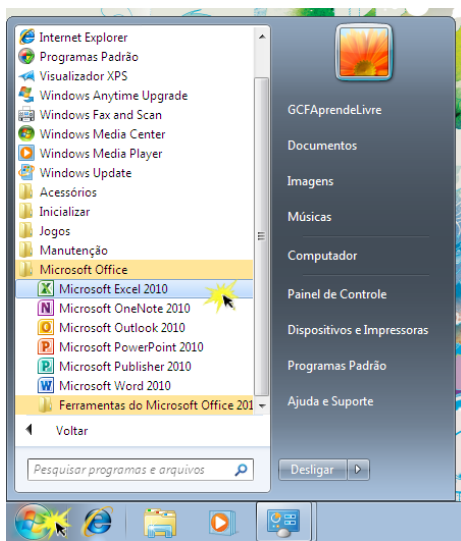 Internet Explorer
Programas Padrão
Visualizador XPS
Windows Anytime Upgrade
Windows Fax and Scan
Windows Media Center
Windows Media Player
Windows Update
Acessórios
Inicializar
Jogos
Manutenção
Microsoft Office
Microsoft Excel 2010
Microsoft OneNote 2010
Microsoft Outlook 2010
Microsoft PowerPoint 2010
Microsoft Publisher 2010
Microsoft Word 2010
Ferramentas do Microsoft Office 201
Voltar
Pesquisar programas e arquivos
GCFAprendeLivre
Documentos
Imagens
Músicas
Computador
Painel de Controle
Dispositivos e Impressoras
Programas Padrão
Ajuda e Suporte
Desligar